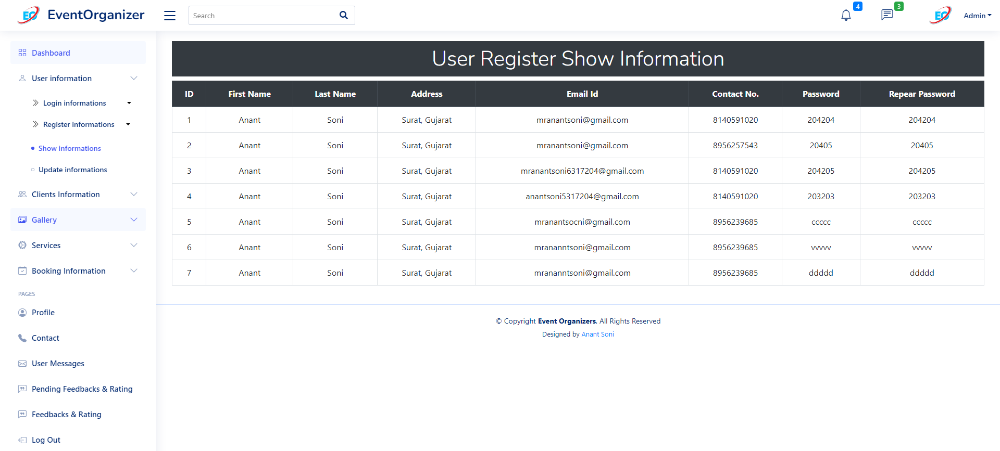 EO EventOrganizer
Search
4
3
EO
Admin
Dashboard
User information
Login informations
Register informations
Show informations
Update informations
Clients Information
Gallery
Services
Booking Information
PAGES
Profile
Contact
User Messages
Pending Feedbacks & Rating
Feedbacks & Rating
Log Out
User Register Show Information
ID First Name Last Name Address Email Id Contact No. Password Repear Password
1 Anant Soni Surat, Gujarat mranantsoni@gmail.com 8140591020 204204 204204
2 Anant Soni Surat, Gujarat mranantsoni@gmail.com 8956257543 20405 20405
3 Anant Soni Surat, Gujarat mranantsoni6317204@gmail.com 8140591020 204205 204205
4 Anant Soni Surat, Gujarat anantsoni5317204@gmail.com 8140591020 203203 203203
5 Anant Soni Surat, Gujarat mranantsocni@gmail.com 8956239685 ccccc ccccc
6 Anant Soni Surat, Gujarat mrananntsoni@gmail.com 8956239685 vvvvv vvvvv
7 Anant Soni Surat, Gujarat mrananntsoni@gmail.com 8956239685 ddddd ddddd
© Copyright Event Organizers. All Rights Reserved
Designed by Anant Soni